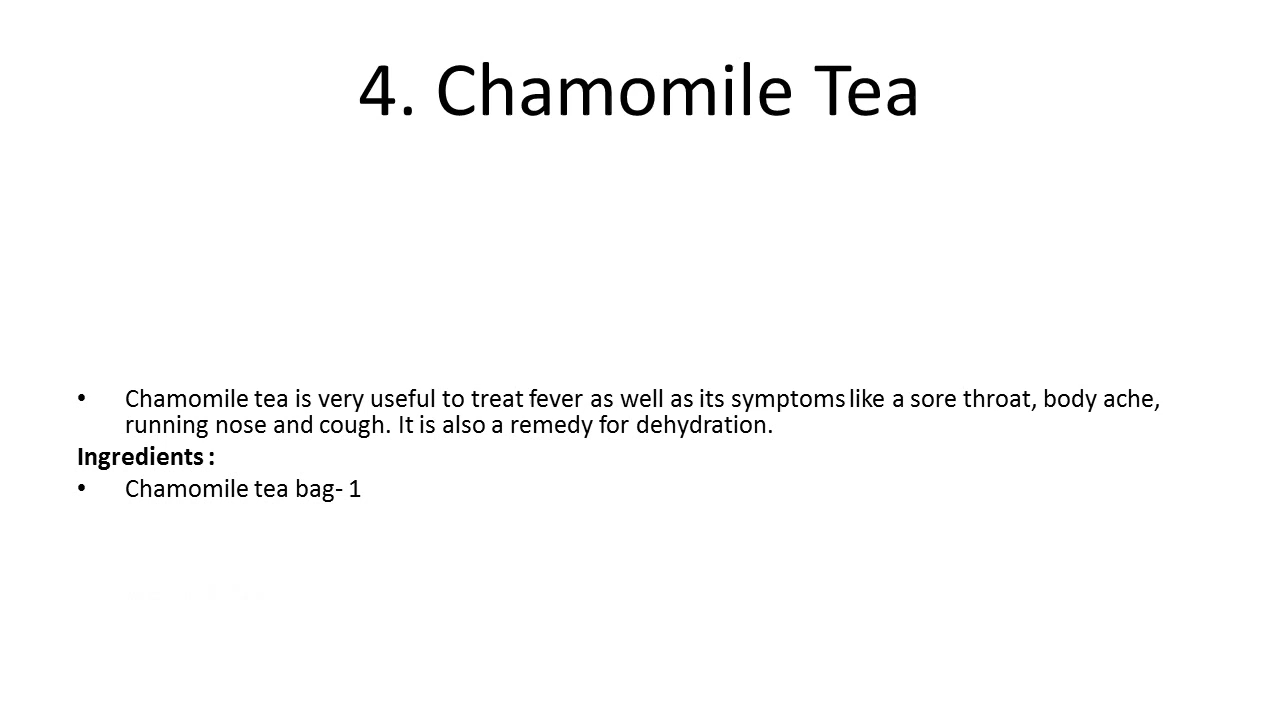 4. Chamomile Tea
• Chamomile tea is very useful to treat fever as well as its symptoms like a sore throat, body ache,
running nose and cough. It is also a remedy for dehydration.
Ingredients :
• Chamomile tea bag- 1